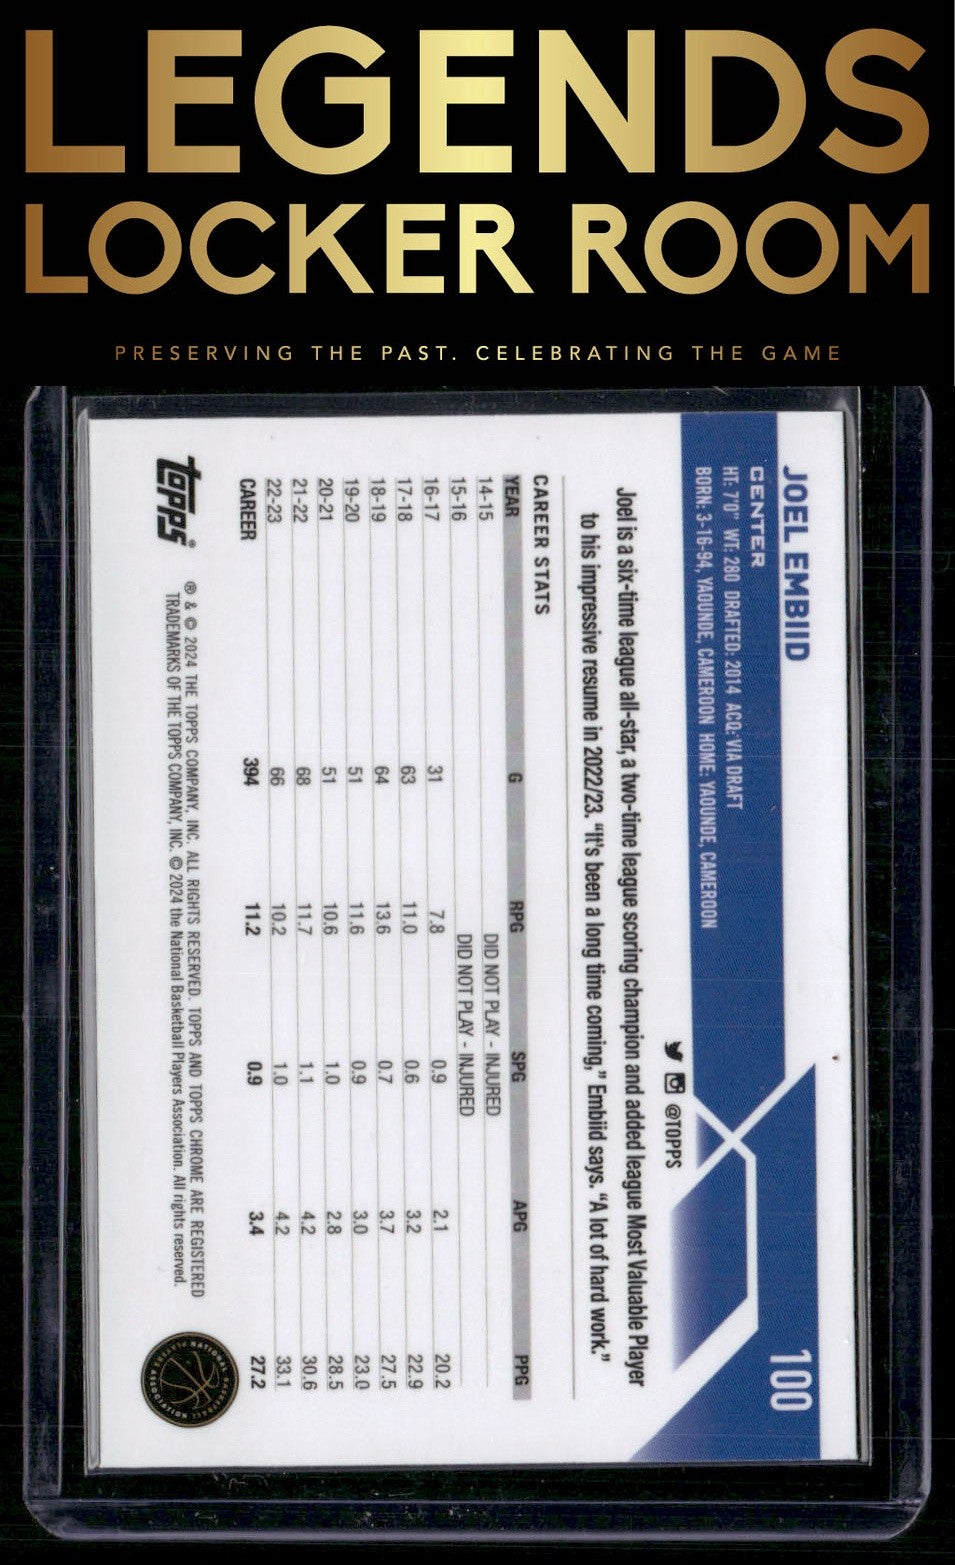 LEGENDS
LOCKER ROOM
PRESERVING THE PAST. CELEBRATING THE GAME
JOEL EMBIID
CENTER
HT: 7'0" WT: 280 DRAFTED: 2014 ACQ: VIA DRAFT
BORN: 3-16-94, YAOUNDE, CAMEROON HOME: YAOUNDE, CAMEROON
100
@TOPPS
Joel is a six-time league all-star, a two-time league scoring champion and added league Most Valuable Player
to his impressive resume in 2022/23. "It's been a long time coming," Embiid says. "A lot of hard work."
CAREER STATS
YEAR G RPG SPG APG PPG
14-15 DID NOT PLAY - INJURED
15-16 DID NOT PLAY - INJURED
16-17 31 7.8 0.9 2.1 20.2
17-18 63 11.0 0.6 3.2 22.9
18-19 64 13.6 0.7 3.7 27.5
19-20 51 11.6 0.9 3.0 23.0
20-21 51 10.6 1.0 2.8 28.5
21-22 68 11.7 1.1 4.2 30.6
22-23 66 10.2 1.0 4.2 33.1
CAREER 394 11.2 0.9 3.4 27.2
topps®
® & © 2024 THE TOPPS COMPANY, INC. ALL RIGHTS RESERVED. TOPPS AND TOPPS CHROME ARE REGISTERED
TRADEMARKS OF THE TOPPS COMPANY, INC. © 2024 the National Basketball Players Association. All rights reserved.
NATIONAL BASKETBALL PLAYERS ASSOCIATION